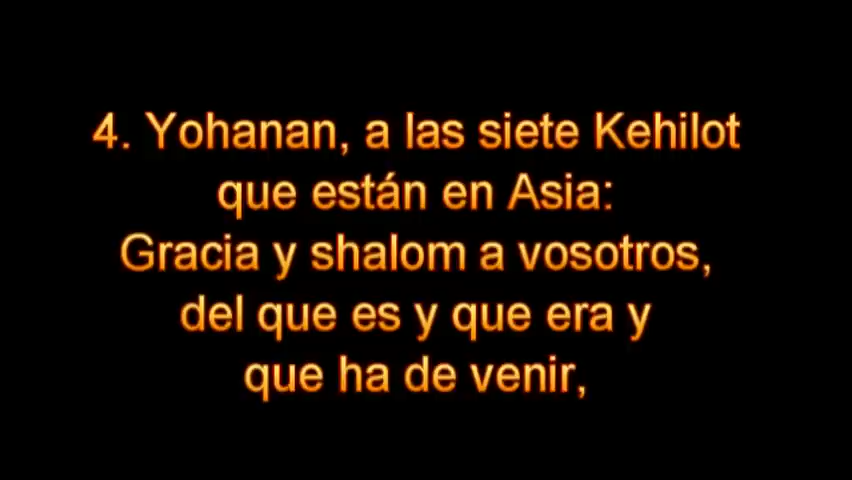 4. Yohanan, a las siete Kehilot
que están en Asia:
Gracia y shalom a vosotros,
del que es y que era y
que ha de venir,